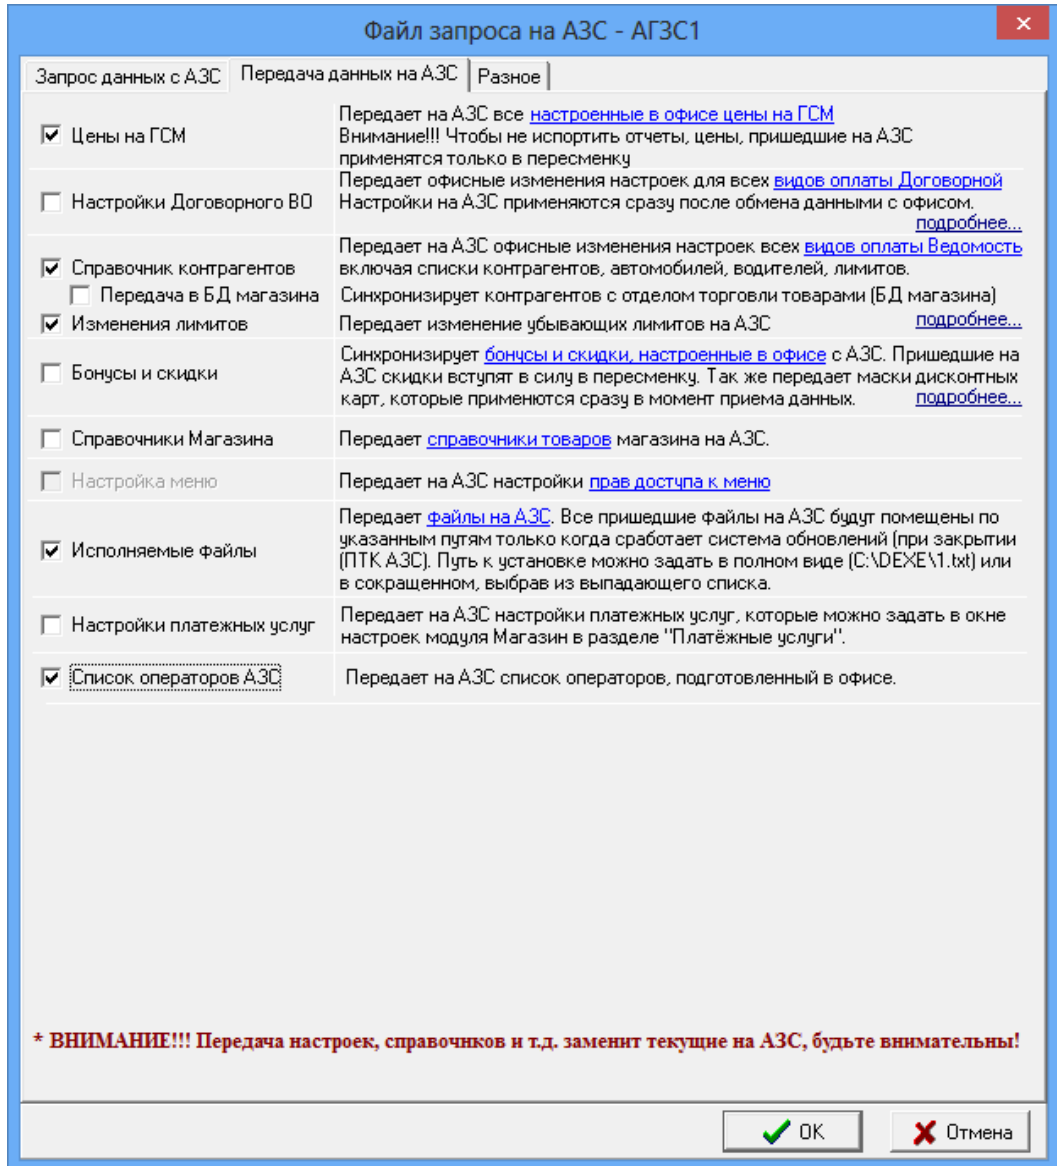 Файл запроса на АЗС - АГЗС1
Запрос данных с АЗС
Передача данных на АЗС
Разное
Цены на ГСМ
Передает на АЗС все настроенные в офисе цены на ГСМ
Внимание!!! Чтобы не испортить отчеты, цены, пришедшие на АЗС
применятся только в пересменку
Настройки Договорного ВО
Передает офисные изменения настроек для всех видов оплаты Договорной
Настройки на АЗС применяются сразу после обмена данными с офисом.
подробнее...
Справочник контрагентов
Передает на АЗС офисные изменения настроек всех видов оплаты Ведомость
включая списки контрагентов, автомобилей, водителей, лимитов.
Передача в БД магазина
Синхронизирует контрагентов с отделом торговли товарами (БД магазина)
Изменения лимитов
Передает изменение убывающих лимитов на АЗС
подробнее...
Бонусы и скидки
Синхронизирует бонусы и скидки, настроенные в офисе с АЗС. Пришедшие на
АЗС скидки вступят в силу в пересменку. Так же передает маски дисконтных
карт, которые применются сразу в момент приема данных.
подробнее...
Справочники Магазина
Передает справочники товаров магазина на АЗС.
Настройка меню
Передает на АЗС настройки прав доступа к меню
Исполняемые файлы
Передает файлы на АЗС. Все пришедшие файлы на АЗС будут помещены по
указанным путям только когда сработает система обновлений (при закрытии
(ПТК АЗС). Путь к установке можно задать в полном виде (C:\DEXE\1.txt) или
в сокращенном, выбрав из выпадающего списка.
Настройки платежных услуг
Передает на АЗС настройки платежных услуг, которые можно задать в окне
настроек модуля Магазин в разделе "Платёжные услуги".
Список операторов АЗС
Передает на АЗС список операторов, подготовленный в офисе.
* ВНИМАНИЕ!!! Передача настроек, справочнков и т.д. заменит текущие на АЗС, будьте внимательны!
OK
Отмена